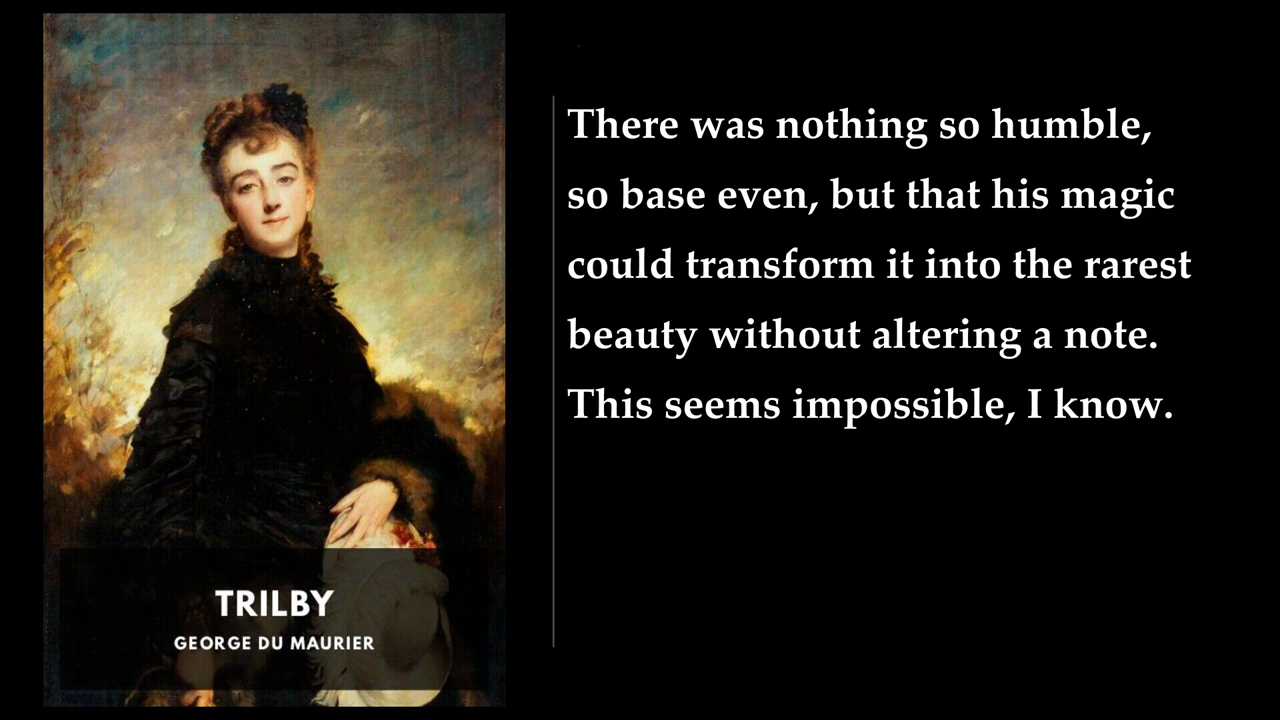 There was nothing so humble,
so base even, but that his magic
could transform it into the rarest
beauty without altering a note.
This seems impossible, I know.
TRILBY
GEORGE DU MAURIER